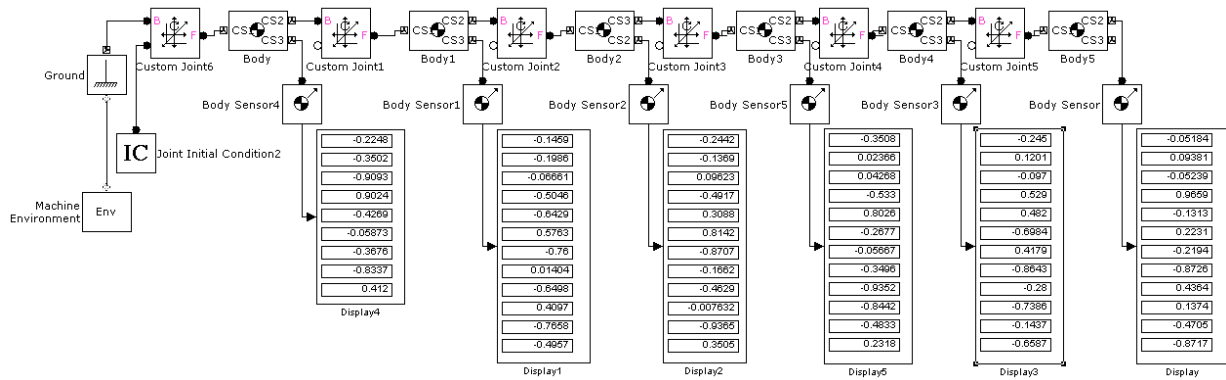 B F Custom Joint6
CS1 CS2 CS3 Body
B F Custom Joint1
CS1 CS2 CS3 Body1
B F Custom Joint2
CS1 CS3 CS2 Body2
B F Custom Joint3
CS1 CS2 CS3 Body3
B F Custom Joint4
CS1 CS2 CS3 Body4
B F Custom Joint5
CS1 CS2 CS3 Body5
Ground
Body Sensor4
Body Sensor1
Body Sensor2
Body Sensor5
Body Sensor3
Body Sensor
IC
Joint Initial Condition2
Machine
Environment
Env
-0.2248
-0.3502
-0.9093
0.9024
-0.4269
-0.05873
-0.3676
-0.8337
0.412
Display4
-0.1459
-0.1986
-0.06661
-0.5046
-0.6429
0.5763
-0.76
0.01404
-0.6498
0.4097
-0.7658
-0.4957
Display1
-0.2442
-0.1369
0.09623
-0.4917
0.3088
0.8142
-0.8707
-0.1662
-0.4629
-0.007632
-0.9365
0.3505
Display2
-0.3508
0.02366
0.04268
-0.533
0.8026
-0.2677
-0.05667
-0.3496
-0.9352
-0.8442
-0.4833
0.2318
Display5
-0.245
0.1201
-0.097
0.529
0.482
-0.6984
0.4179
-0.8643
-0.28
-0.7386
-0.1437
-0.6587
Display3
-0.05184
0.09381
-0.05239
0.9659
-0.1313
0.2231
-0.2194
-0.8726
0.4364
0.1374
-0.4705
-0.8717
Display